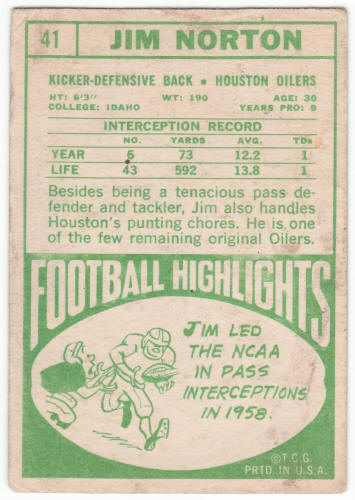 41 JIM NORTON
KICKER-DEFENSIVE BACK • HOUSTON OILERS
HT: 6'3" WT: 190 AGE: 30
COLLEGE: IDAHO YEARS PRO: 9
INTERCEPTION RECORD
NO. YARDS AVG. TDs
YEAR 6 73 12.2 1
LIFE 43 592 13.8 1
Besides being a tenacious pass de-
fender and tackler, Jim also handles
Houston's punting chores. He is one
of the few remaining original Oilers.
FOOTBALL HIGHLIGHTS
JIM LED
THE NCAA
IN PASS
INTERCEPTIONS
IN 1958.
©T.C.G.
PRTD IN U.S.A.